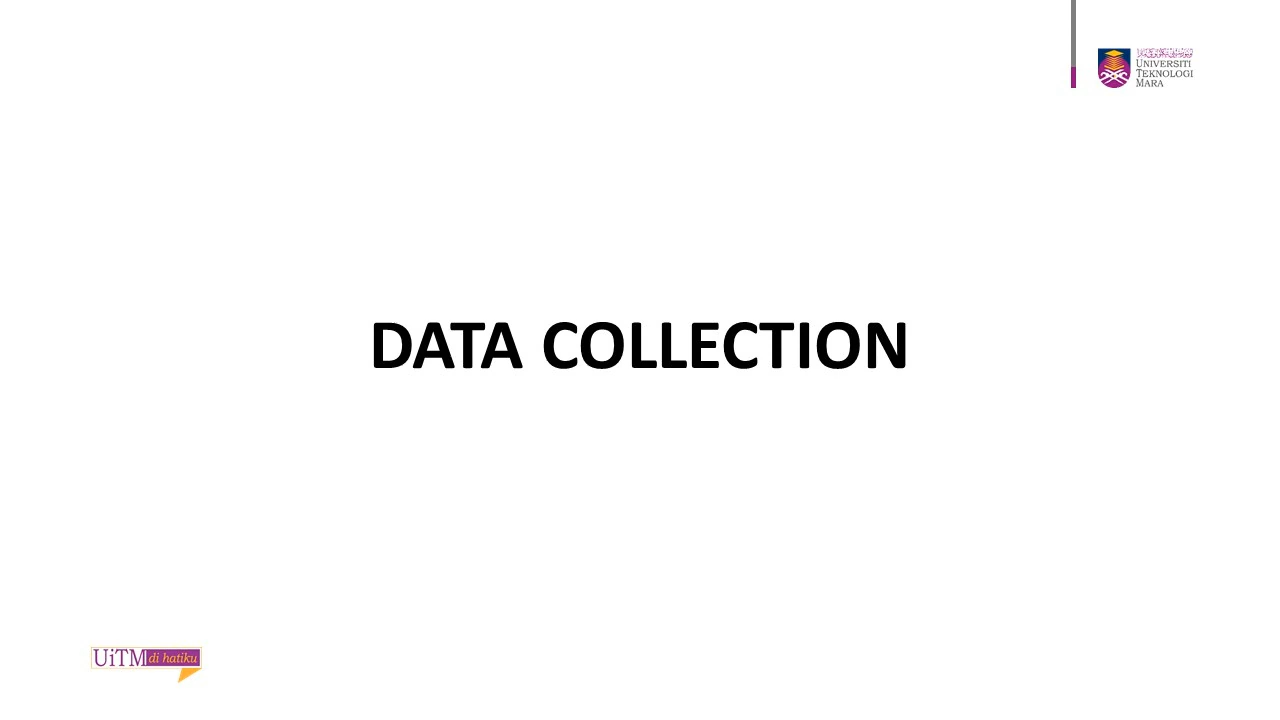 UNIVERSITI
TEKNOLOGI
MARA
DATA COLLECTION
UiTM di hatiku